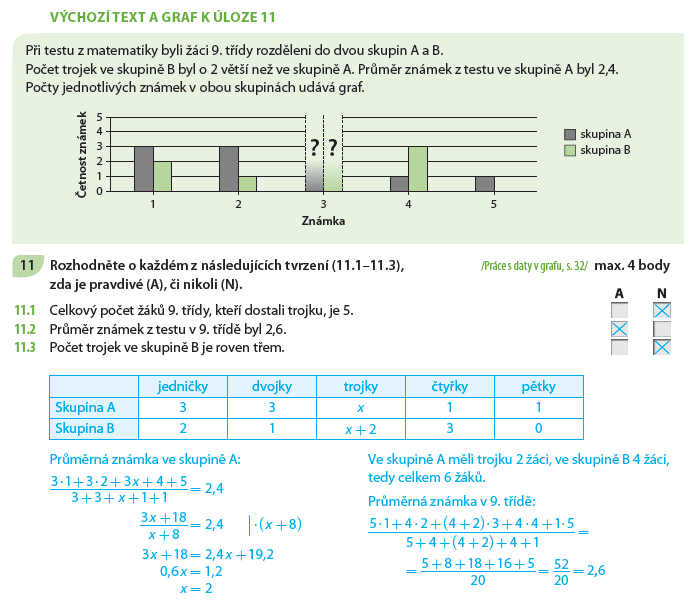 VÝCHOZÍ TEXT A GRAF K ÚLOZE 11
Při testu z matematiky byli žáci 9. třídy rozděleni do dvou skupin A a B.
Počet trojek ve skupině B byl o 2 větší než ve skupině A. Průměr známek z testu ve skupině A byl 2,4.
Počty jednotlivých známek v obou skupinách udává graf.
Četnost známek
5
4
3
2
1
0
? ?
1 2 3 4 5
Známka
skupina A
skupina B
11 Rozhodněte o každém z následujících tvrzení (11.1–11.3), /Práce s daty v grafu, s. 32/ max. 4 body
zda je pravdivé (A), či nikoli (N).
A N
11.1 Celkový počet žáků 9. třídy, kteří dostali trojku, je 5.
11.2 Průměr známek z testu v 9. třídě byl 2,6.
11.3 Počet trojek ve skupině B je roven třem.
jedničky dvojky trojky čtyřky pětky
Skupina A 3 3 x 1 1
Skupina B 2 1 x + 2 3 0
Průměrná známka ve skupině A:
3·1+3·2+3x+4+5
3+3+x+1+1
= 2,4
3x+18
x+8
= 2,4 | ·(x+8)
3x+18 = 2,4x+19,2
0,6x = 1,2
x = 2
Ve skupině A měli trojku 2 žáci, ve skupině B 4 žáci,
tedy celkem 6 žáků.
Průměrná známka v 9. třídě:
5·1+4·2+(4+2)·3+4·4+1·5
5+4+(4+2)+4+1
=
= 5+8+18+16+5
20
= 52
20
= 2,6